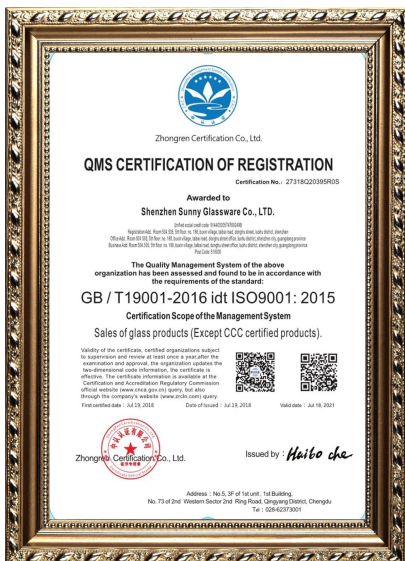 Zhongren Certification Co., Ltd.
QMS CERTIFICATION OF REGISTRATION
Certification No.: 27318Q20395R0S
Awarded to
Shenzhen Sunny Glassware Co., LTD.
Unified social credit code:
The Quality Management System of the above
organization has been assessed and found to be in accordance with
the requirements of the standard:
GB / T19001-2016 idt ISO9001: 2015
Certification Scope of the Management System
Sales of glass products (Except CCC certified products).
Validity of the certificate, certified organizations subject
to supervision and review at least once a year.after the
examination and approval, the organization updates the
two-dimensional code information, the certificate is
effective. The certificate information is available at the
Certification and Accreditation Regulatory Commission
official website (www.cnca.gov.cn) query, but also
through the company's website (www.zrcln.com) query.
First certified date : Jul.19, 2018 Date of Issued : Jul.19, 2018 Valid date : Jul.18, 2021
Zhongren Certification Co., Ltd.
Issued by : Haibo che
Address : No.5, 3F of 1st unit , 1st Building,
No. 73 of 2nd Western Sector 2nd Ring Road, Qingyang District, Chengdu
Tel : 028-62373001